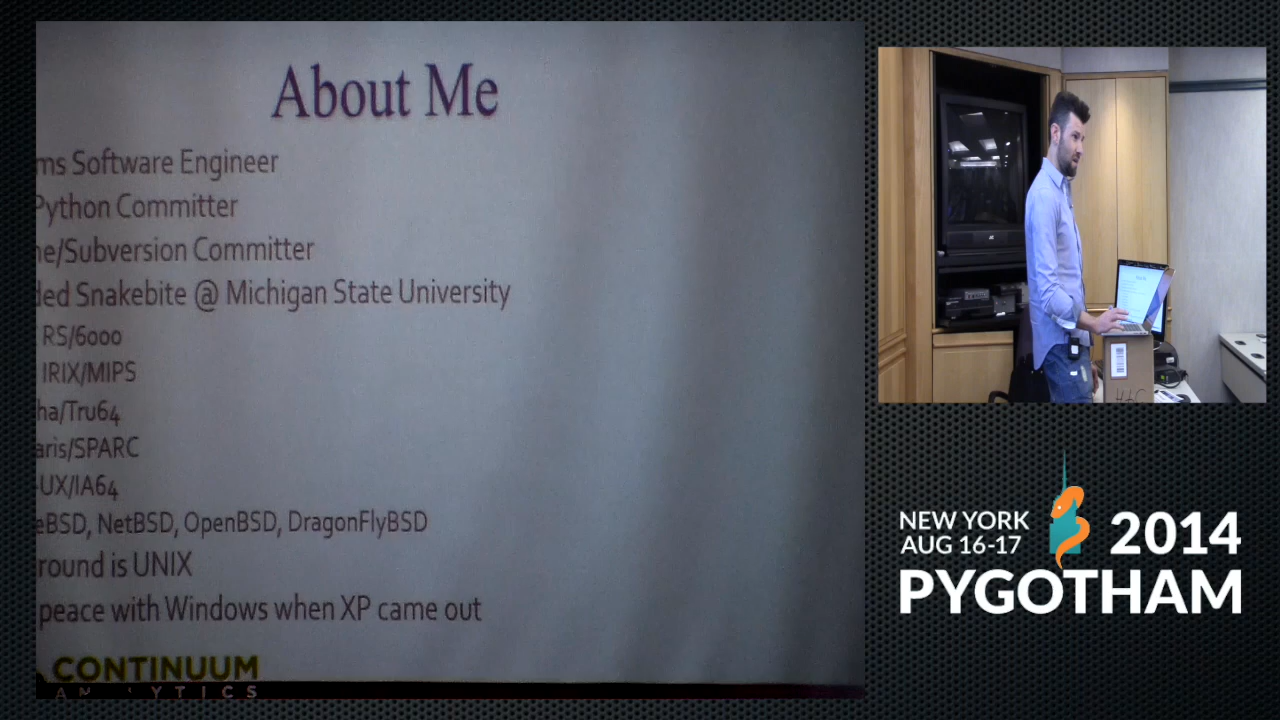 About Me
ms Software Engineer
Python Committer
he/Subversion Committer
ded Snakebite @ Michigan State University
RS/6000
IRIX/MIPS
ha/Tru64
aris/SPARC
-UX/IA64
eBSD, NetBSD, OpenBSD, DragonFlyBSD
round is UNIX
peace with Windows when XP came out
CONTINUUM
ANALYTICS
NEW YORK
AUG 16-17
2014
PYGOTHAM